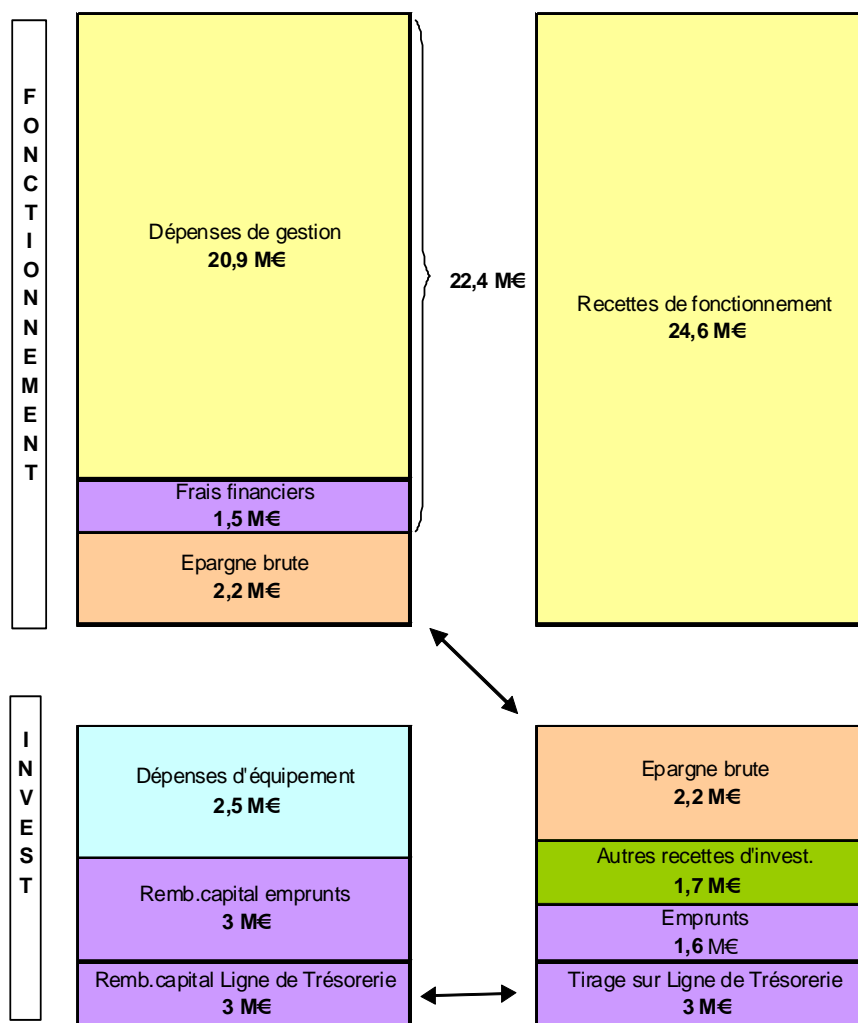 FONCTIONNEMENT
Dépenses de gestion
20,9 M€
Frais financiers
1,5 M€
Epargne brute
2,2 M€
22,4 M€
Recettes de fonctionnement
24,6 M€
INVEST
Dépenses d'équipement
2,5 M€
Remb.capital emprunts
3 M€
Remb.capital Ligne de Trésorerie
3 M€
Epargne brute
2,2 M€
Autres recettes d'invest.
1,7 M€
Emprunts
1,6 M€
Tirage sur Ligne de Trésorerie
3 M€